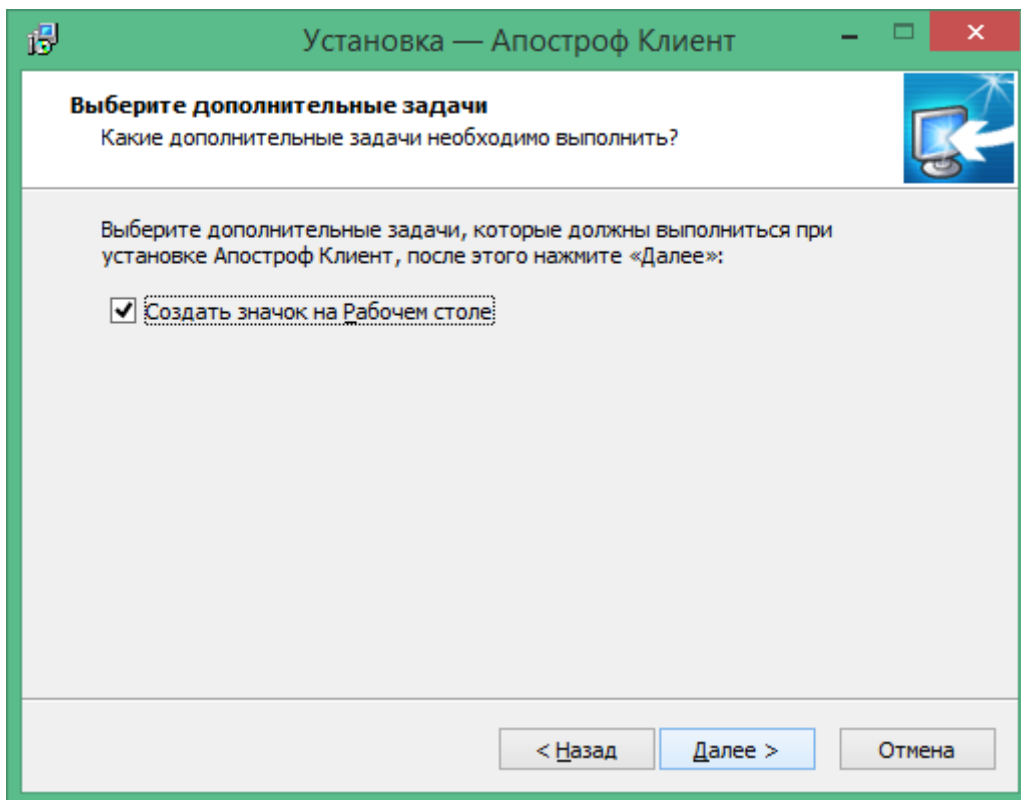 Установка — Апостроф Клиент
Выберите дополнительные задачи
Какие дополнительные задачи необходимо выполнить?
Выберите дополнительные задачи, которые должны выполниться при
установке Апостроф Клиент, после этого нажмите «Далее»:
Создать значок на Рабочем столе
< Назад Далее > Отмена